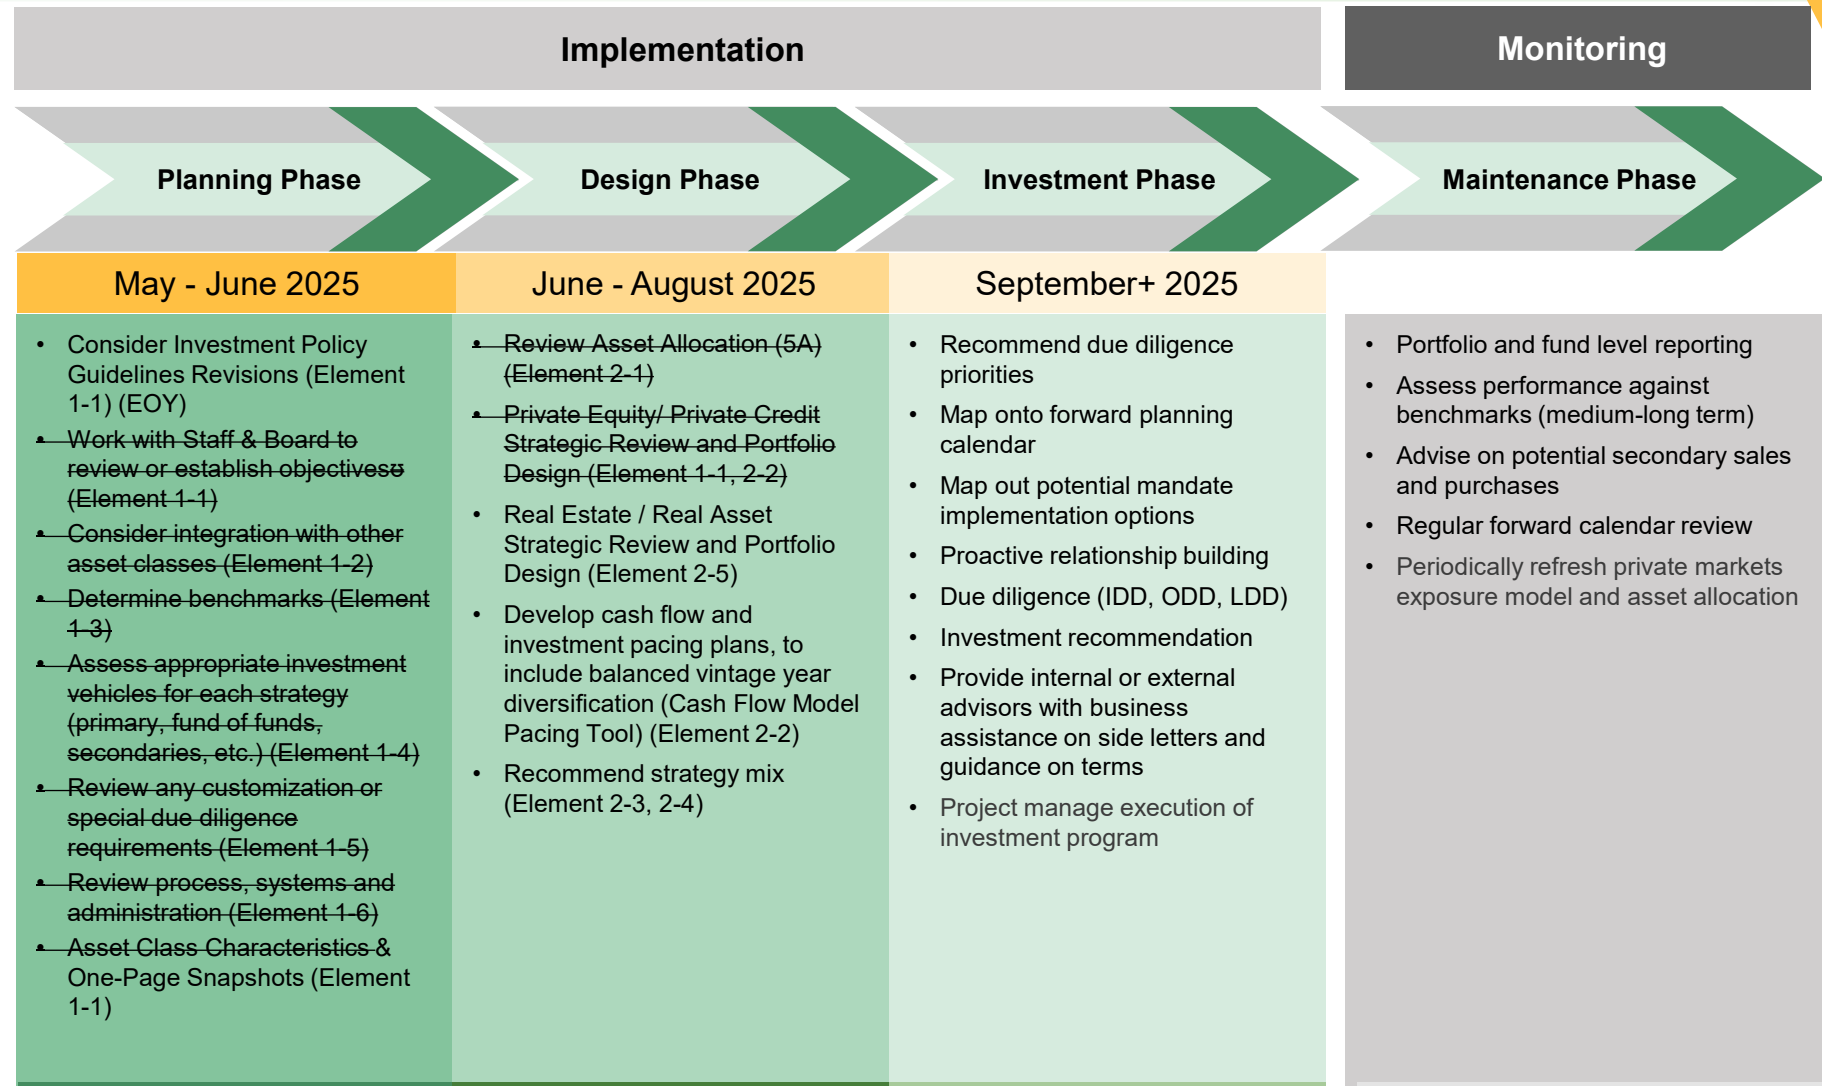 Implementation
Monitoring
Planning Phase
Design Phase
Investment Phase
Maintenance Phase
May - June 2025
June - August 2025
September+ 2025
• Consider Investment Policy
Guidelines Revisions (Element
1-1) (EOY)
• Work with Staff & Board to
review or establish objectives
(Element 1-1)
• Consider integration with other
asset classes (Element 1-2)
• Determine benchmarks (Element
1-3)
• Assess appropriate investment
vehicles for each strategy
(primary, fund of funds,
secondaries, etc.) (Element 1-4)
• Review any customization or
special due diligence
requirements (Element 1-5)
• Review process, systems and
administration (Element 1-6)
• Asset Class Characteristics &
One-Page Snapshots (Element
1-1)
• Review Asset Allocation (5A)
(Element 2-1)
• Private Equity/ Private Credit
Strategic Review and Portfolio
Design (Element 1-1, 2-2)
• Real Estate / Real Asset
Strategic Review and Portfolio
Design (Element 2-5)
• Develop cash flow and
investment pacing plans, to
include balanced vintage year
diversification (Cash Flow Model
Pacing Tool) (Element 2-2)
• Recommend strategy mix
(Element 2-3, 2-4)
• Recommend due diligence
priorities
• Map onto forward planning
calendar
• Map out potential mandate
implementation options
• Proactive relationship building
• Due diligence (IDD, ODD, LDD)
• Investment recommendation
• Provide internal or external
advisors with business
assistance on side letters and
guidance on terms
• Project manage execution of
investment program
• Portfolio and fund level reporting
• Assess performance against
benchmarks (medium-long term)
• Advise on potential secondary sales
and purchases
• Regular forward calendar review
• Periodically refresh private markets
exposure model and asset allocation